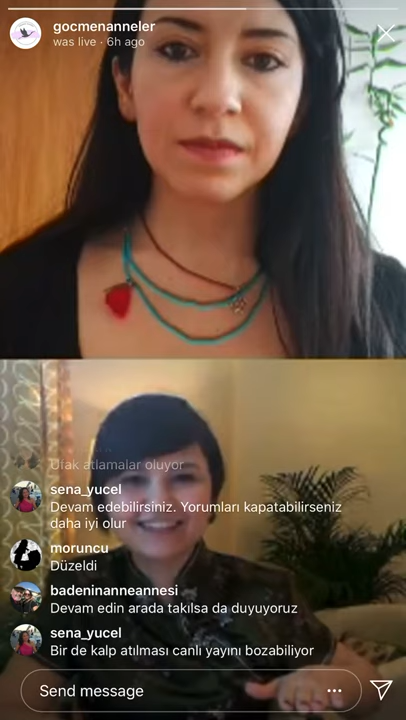 gocmenanneler
was live · 6h ago
Ufak atlamalar oluyor
sena_yucel
Devam edebilirsiniz. Yorumları kapatabilirseniz
daha iyi olur
moruncu
Düzeldi
badeninanneannesi
Devam edin arada takılsa da duyuyoruz
sena_yucel
Bir de kalp atılması canlı yayını bozabiliyor
Send message